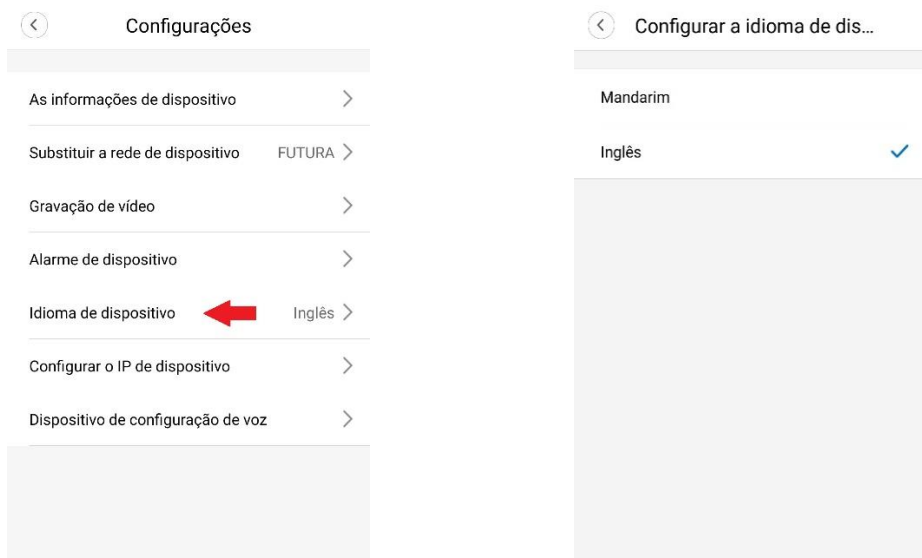 Configurações
As informações de dispositivo
Substituir a rede de dispositivo FUTURA
Gravação de vídeo
Alarme de dispositivo
Idioma de dispositivo Inglês
Configurar o IP de dispositivo
Dispositivo de configuração de voz
Configurar a idioma de dis...
Mandarim
Inglês